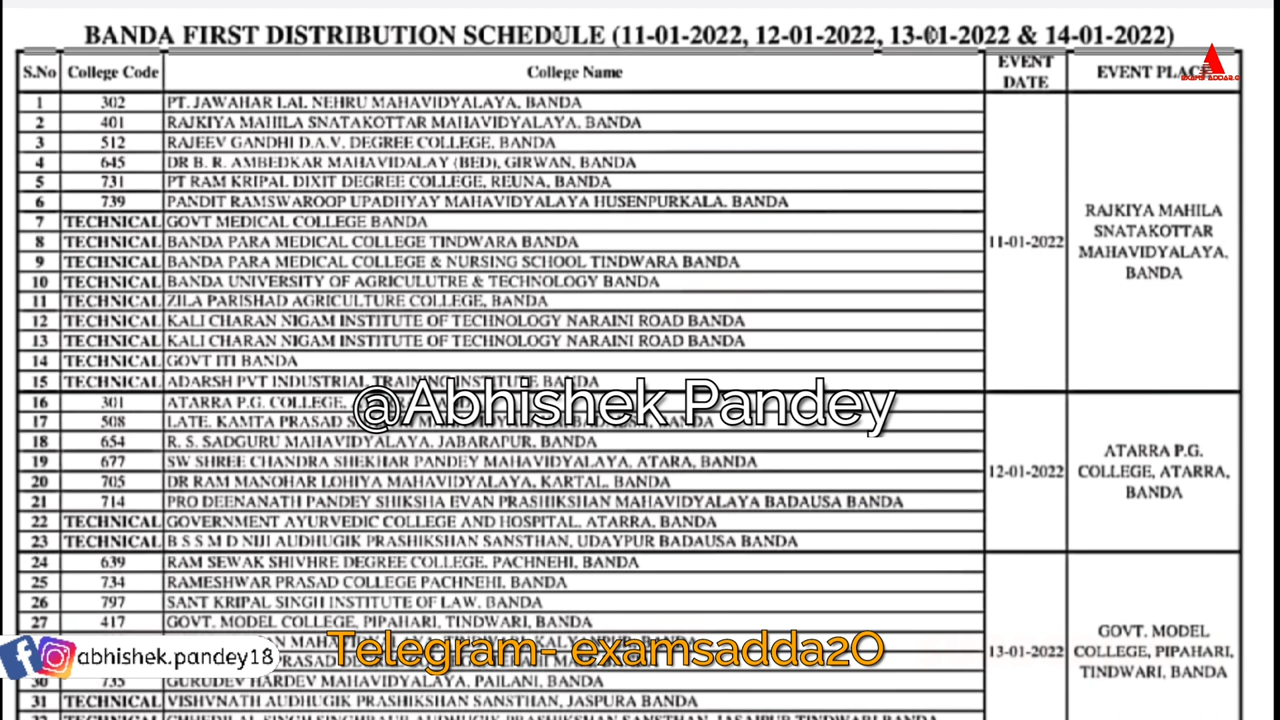 BANDA FIRST DISTRIBUTION SCHEDULE (11-01-2022, 12-01-2022, 13-01-2022 & 14-01-2022)
S.No College Code College Name EVENT DATE EVENT PLACE
1 302 PT. JAWAHAR LAL NEHRU MAHAVIDYALAYA, BANDA
2 401 RAJKIYA MAHILA SNATAKOTTAR MAHAVIDYALAYA, BANDA
3 512 RAJEEV GANDHI D.A.V. DEGREE COLLEGE, BANDA
4 645 DR B. R. AMBEDKAR MAHAVIDALAY (BED), GIRWAN, BANDA
5 731 PT RAM KRIPAL DIXIT DEGREE COLLEGE, REUNA, BANDA
6 739 PANDIT RAMSWAROOP UPADHYAY MAHAVIDYALAYA HUSENPURKALA, BANDA
7 TECHNICAL GOVT MEDICAL COLLEGE BANDA
8 TECHNICAL BANDA PARA MEDICAL COLLEGE TINDWARA BANDA
9 TECHNICAL BANDA PARA MEDICAL COLLEGE & NURSING SCHOOL TINDWARA BANDA
10 TECHNICAL BANDA UNIVERSITY OF AGRICULUTRE & TECHNOLOGY BANDA
11 TECHNICAL ZILA PARISHAD AGRICULTURE COLLEGE, BANDA
12 TECHNICAL KALI CHARAN NIGAM INSTITUTE OF TECHNOLOGY NARAINI ROAD BANDA
13 TECHNICAL KALI CHARAN NIGAM INSTITUTE OF TECHNOLOGY NARAINI ROAD BANDA
14 TECHNICAL GOVT ITI BANDA
15 TECHNICAL ADARSH PVT INDUSTRIAL TRAINING INSTITUTE BANDA
11-01-2022
RAJKIYA MAHILA
SNATAKOTTAR
MAHAVIDYALAYA,
BANDA
@Abhishek Pandey
16 301 ATARRA P.G. COLLEGE,
17 508 LATE. KAMTA PRASAD BANDA
18 654 R. S. SADGURU MAHAVIDYALAYA, JABARAPUR, BANDA
19 677 SW SHREE CHANDRA SHEKHAR PANDEY MAHAVIDYALAYA, ATARA, BANDA
20 705 DR RAM MANOHAR LOHIYA MAHAVIDYALAYA, KARTAL, BANDA
21 714 PRO DEENANATH PANDEY SHIKSHA EVAN PRASHIKSHAN MAHAVIDYALAYA BADAUSA BANDA
22 TECHNICAL GOVERNMENT AYURVEDIC COLLEGE AND HOSPITAL, ATARRA, BANDA
23 TECHNICAL B S S M D NIJI AUDHUGIK PRASHIKSHAN SANSTHAN, UDAYPUR BADAUSA BANDA
12-01-2022
ATARRA P.G.
COLLEGE, ATARRA,
BANDA
24 639 RAM SEWAK SHIVHRE DEGREE COLLEGE, PACHNEHI, BANDA
25 734 RAMESHWAR PRASAD COLLEGE PACHNEHI, BANDA
26 797 SANT KRIPAL SINGH INSTITUTE OF LAW, BANDA
27 417 GOVT. MODEL COLLEGE, PIPAHARI, TINDWARI, BANDA
30 735 GURUDEV HARDEV MAHAVIDYALAYA, PAILANI, BANDA
31 TECHNICAL VISHVNATH AUDHUGIK PRASHIKSHAN SANSTHAN, JASPURA BANDA
13-01-2022
GOVT. MODEL
COLLEGE, PIPAHARI,
TINDWARI, BANDA
abhishek.pandey18
Telegram- examsadda2O